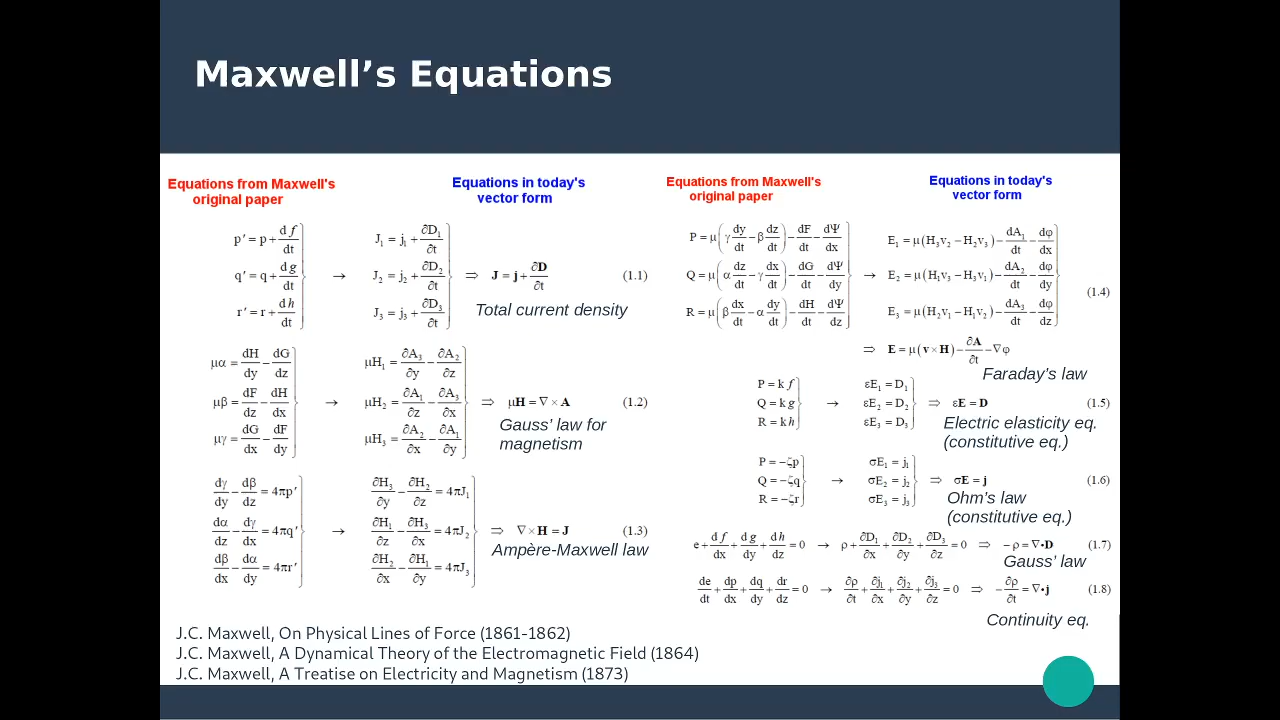 Maxwell's Equations
Equations from Maxwell's
original paper
Equations in today's
vector form
p′ = p + df/dt
q′ = q + dg/dt
r′ = r + dh/dt
→
J₁ = j₁ + ∂D₁/∂t
J₂ = j₂ + ∂D₂/∂t
J₃ = j₃ + ∂D₃/∂t
⇒ J = j + ∂D/∂t (1.1)
Total current density
μα = dH/dy − dG/dz
μβ = dF/dz − dH/dx
μγ = dG/dx − dF/dy
→
μH₁ = ∂A₃/∂y − ∂A₂/∂z
μH₂ = ∂A₁/∂z − ∂A₃/∂x
μH₃ = ∂A₂/∂x − ∂A₁/∂y
⇒ μH = ∇ × A (1.2)
Gauss' law for
magnetism
dγ/dy − dβ/dz = 4πp′
dα/dz − dγ/dx = 4πq′
dβ/dx − dα/dy = 4πr′
→
∂H₃/∂y − ∂H₂/∂z = 4πJ₁
∂H₁/∂z − ∂H₃/∂x = 4πJ₂
∂H₂/∂x − ∂H₁/∂y = 4πJ₃
⇒ ∇ × H = J (1.3)
Ampère-Maxwell law
Equations from Maxwell's
original paper
Equations in today's
vector form
P = μ(γ dy/dt − β dz/dt) − dF/dt − dΨ/dx
Q = μ(α dz/dt − γ dx/dt) − dG/dt − dΨ/dy
R = μ(β dx/dt − α dy/dt) − dH/dt − dΨ/dz
→
E₁ = μ(H₃v₂ − H₂v₃) − dA₁/dt − dφ/dx
E₂ = μ(H₁v₃ − H₃v₁) − dA₂/dt − dφ/dy
E₃ = μ(H₂v₁ − H₁v₂) − dA₃/dt − dφ/dz
(1.4)
⇒ E = μ(v × H) − ∂A/∂t − ∇φ
Faraday's law
P = k f
Q = k g
R = k h
→
εE₁ = D₁
εE₂ = D₂
εE₃ = D₃
⇒ εE = D (1.5)
Electric elasticity eq.
(constitutive eq.)
P = −ζp
Q = −ζq
R = −ζr
→
σE₁ = j₁
σE₂ = j₂
σE₃ = j₃
⇒ σE = j (1.6)
Ohm's law
(constitutive eq.)
e + df/dx + dg/dy + dh/dz = 0 → ρ + ∂D₁/∂x + ∂D₂/∂y + ∂D₃/∂z = 0 ⇒ −ρ = ∇•D (1.7)
Gauss' law
de/dt + dp/dx + dq/dy + dr/dz = 0 → ∂ρ/∂t + ∂j₁/∂x + ∂j₂/∂y + ∂j₃/∂z = 0 ⇒ −∂ρ/∂t = ∇•j (1.8)
Continuity eq.
J.C. Maxwell, On Physical Lines of Force (1861-1862)
J.C. Maxwell, A Dynamical Theory of the Electromagnetic Field (1864)
J.C. Maxwell, A Treatise on Electricity and Magnetism (1873)